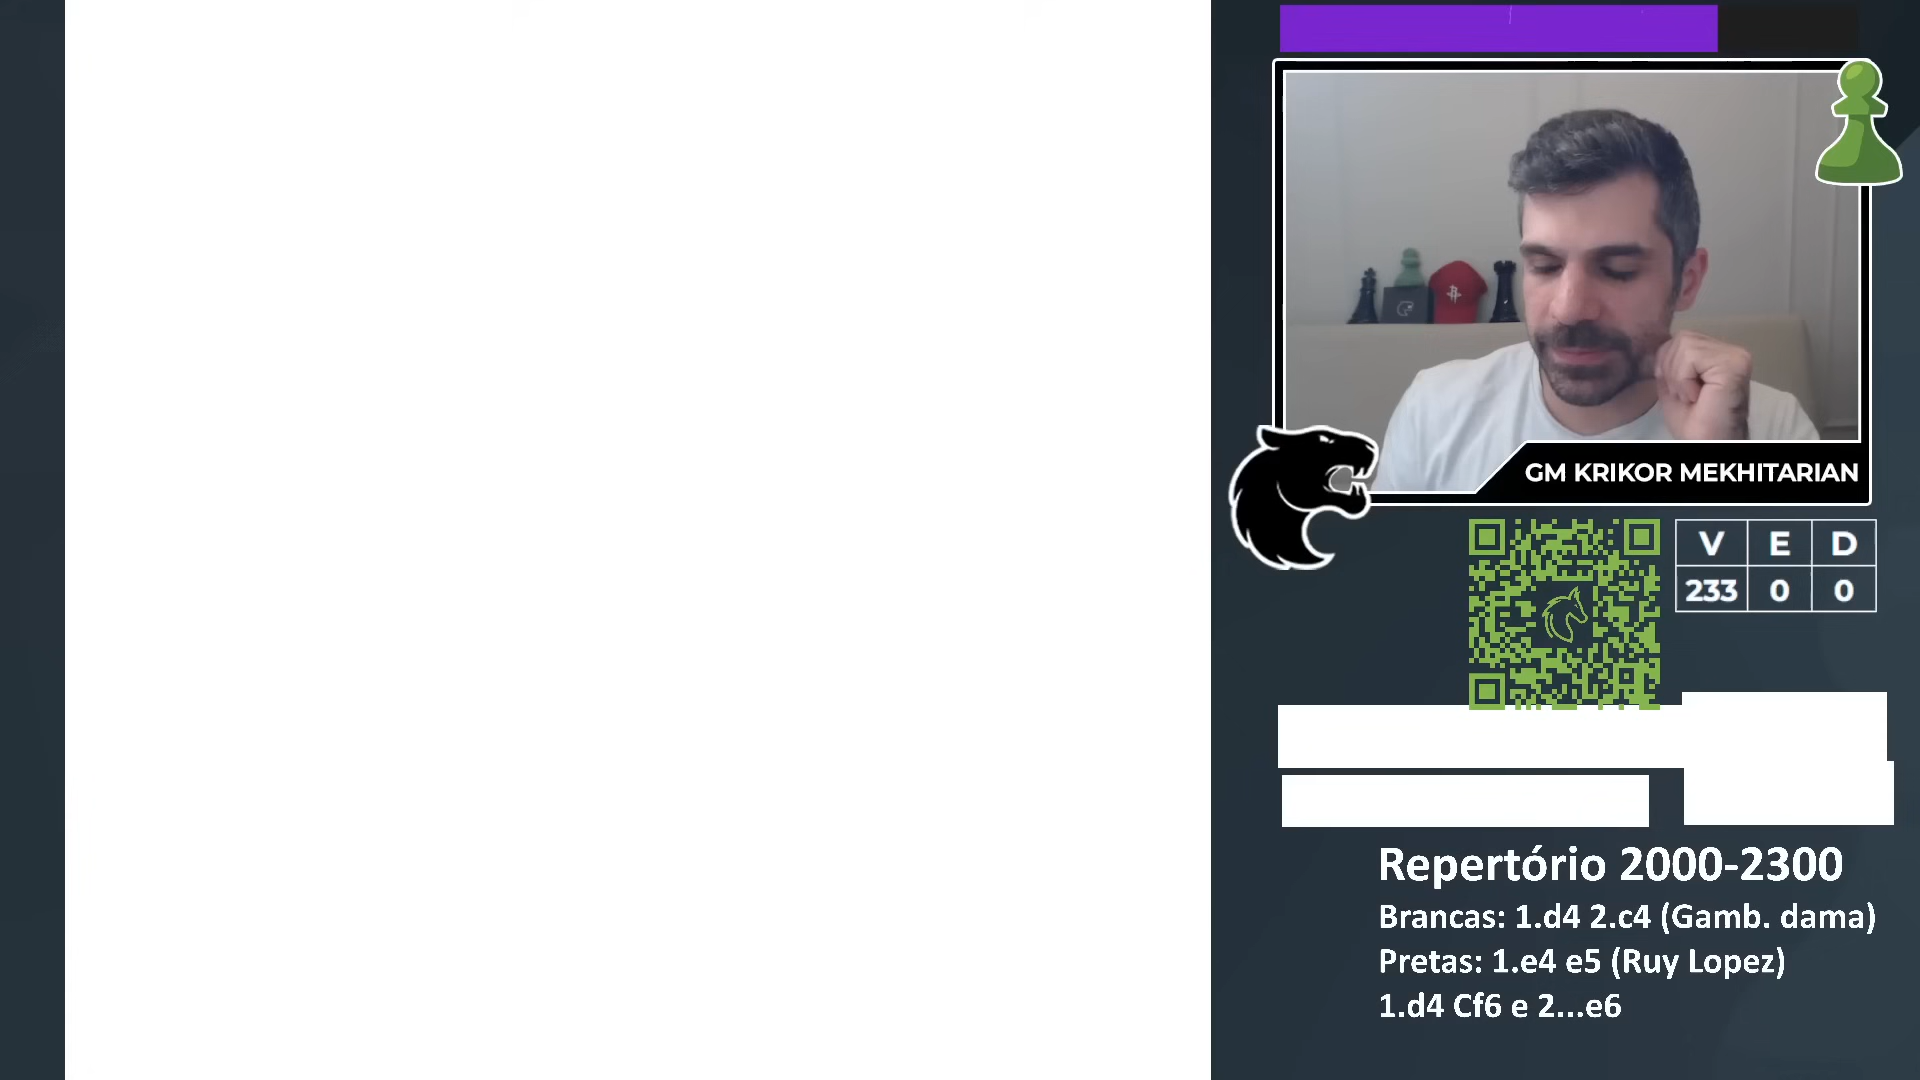 GM KRIKOR MEKHITARIAN
V E D
233 0 0
Repertório 2000-2300
Brancas: 1.d4 2.c4 (Gamb. dama)
Pretas: 1.e4 e5 (Ruy Lopez)
1.d4 Cf6 e 2...e6